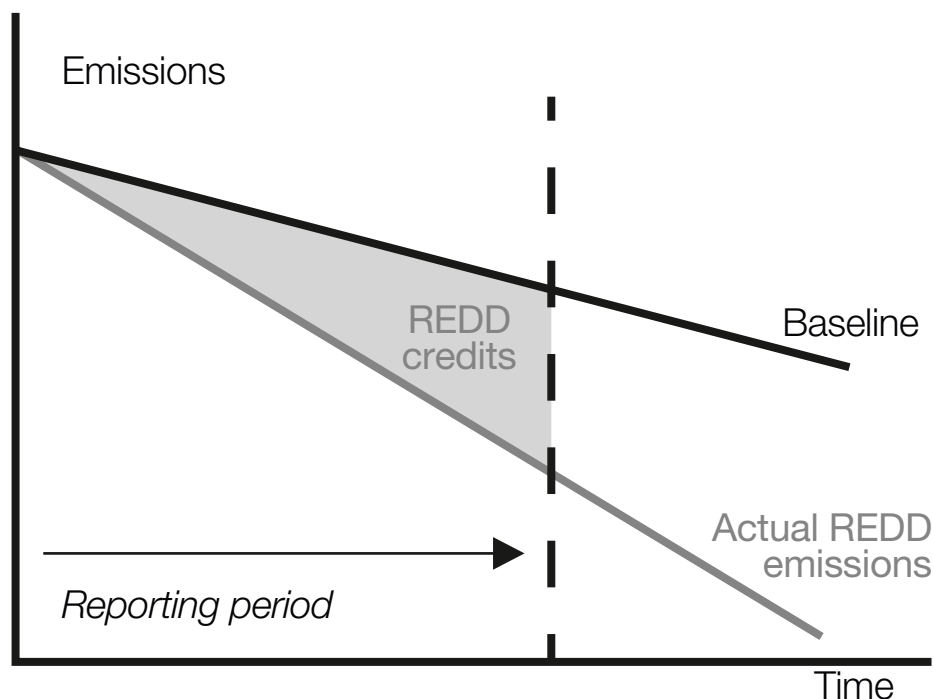 Emissions
REDD
credits
Baseline
Actual REDD
emissions
Reporting period
Time